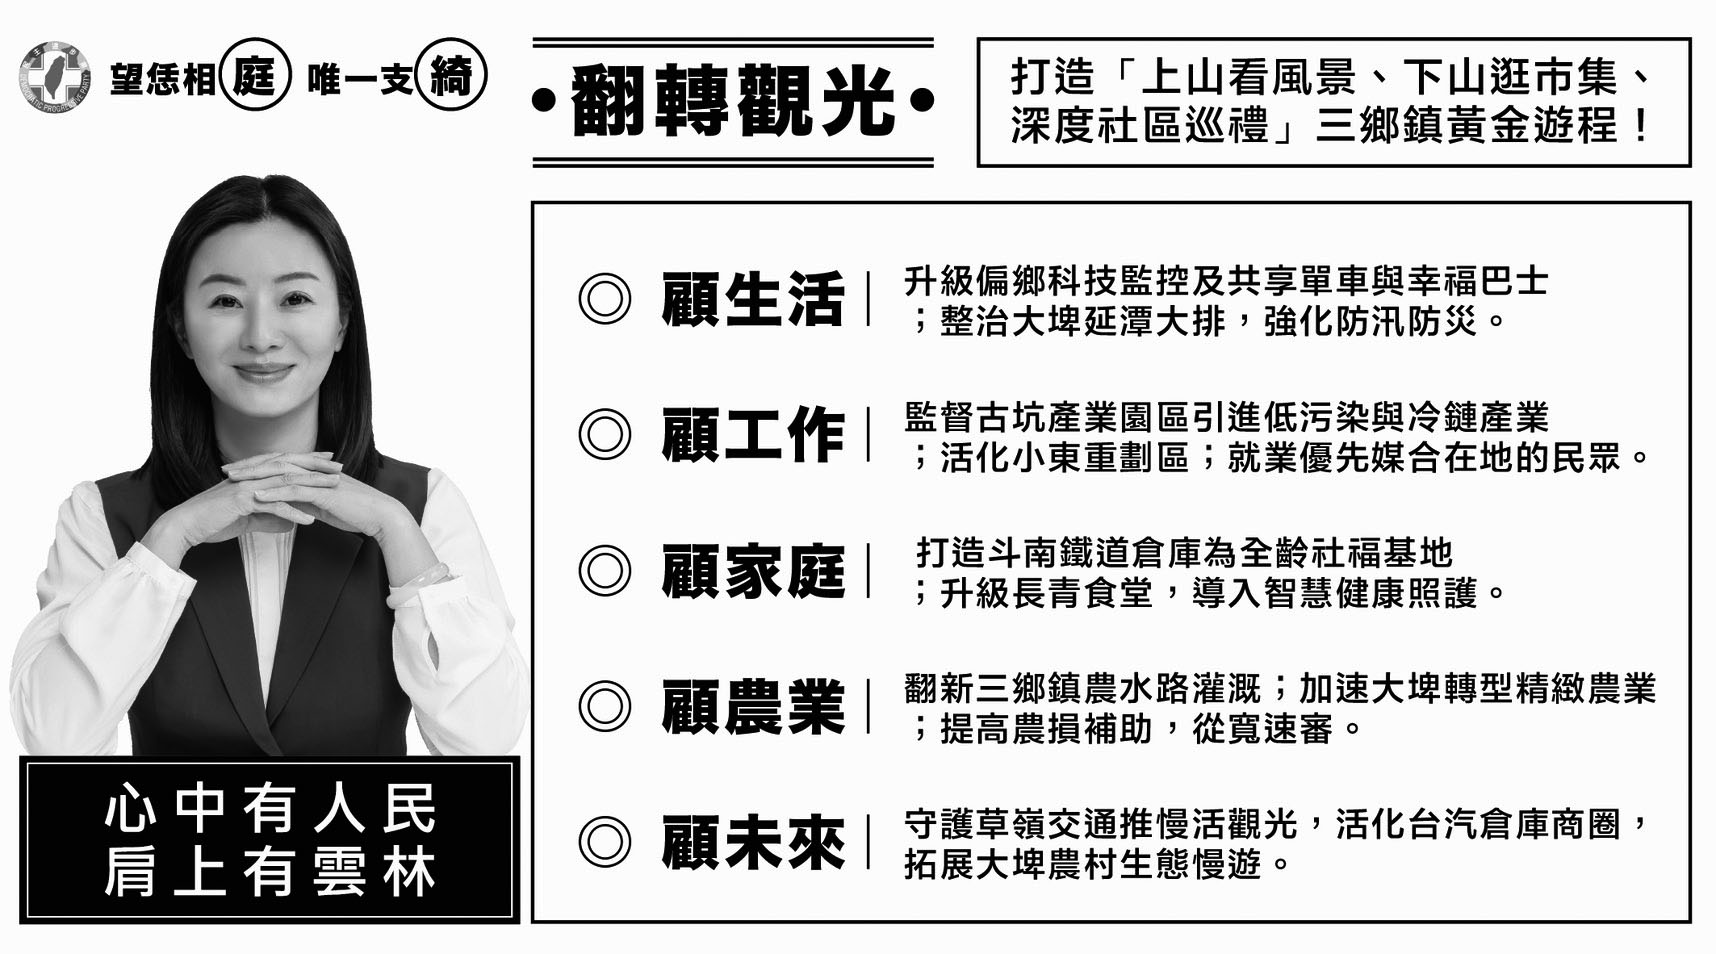 望恁相庭 唯一支綺
DEMOCRATIC PROGRESSIVE PARTY
•翻轉觀光•
打造「上山看風景、下山逛市集、
深度社區巡禮」三鄉鎮黃金遊程！
◎ 顧生活｜
升級偏鄉科技監控及共享單車與幸福巴士
；整治大埤延潭大排，強化防汛防災。
◎ 顧工作｜
監督古坑產業園區引進低污染與冷鏈產業
；活化小東重劃區；就業優先媒合在地的民眾。
◎ 顧家庭｜
打造斗南鐵道倉庫為全齡社福基地
；升級長青食堂，導入智慧健康照護。
◎ 顧農業｜
翻新三鄉鎮農水路灌溉；加速大埤轉型精緻農業
；提高農損補助，從寬速審。
◎ 顧未來｜
守護草嶺交通推慢活觀光，活化台汽倉庫商圈，
拓展大埤農村生態慢遊。
心中有人民
肩上有雲林